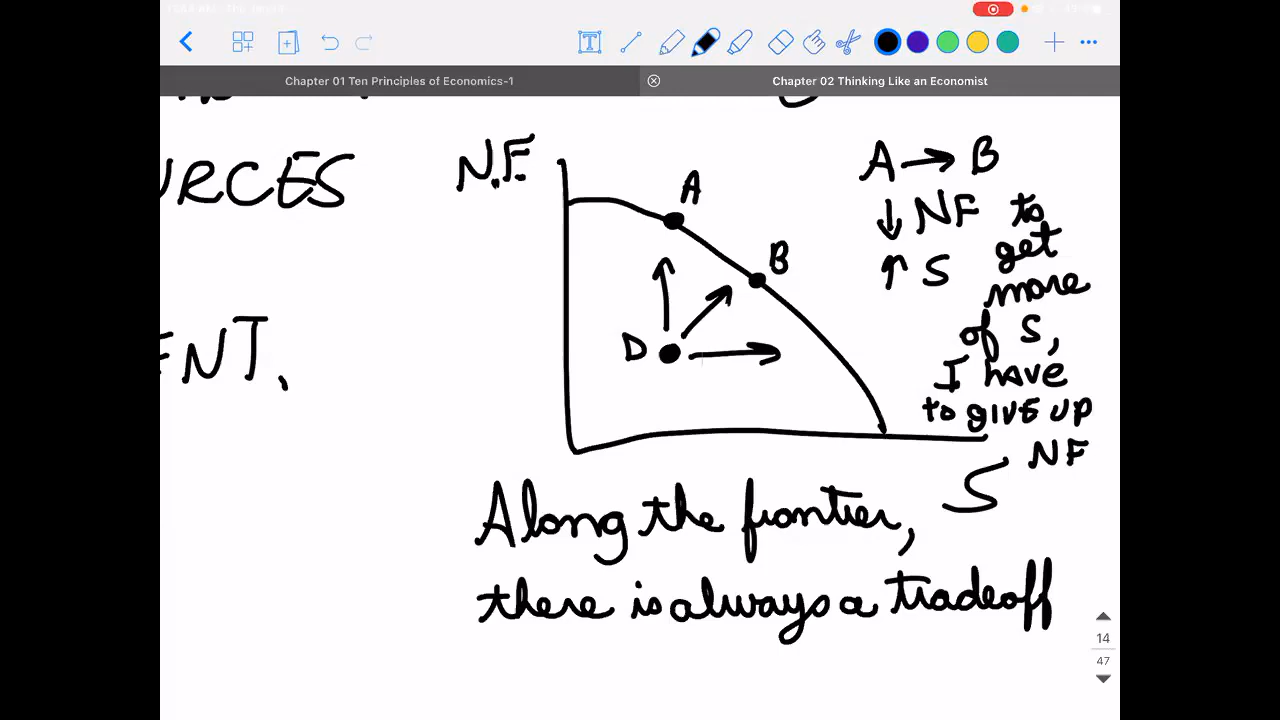 Chapter 01 Ten Principles of Economics-1
Chapter 02 Thinking Like an Economist
URCES
ENT.
N.F.
A
B
D
S
A → B
↓ NF
↑ S
to
get
more
of S,
I have
to give up
NF
Along the frontier,
there is always a tradeoff
14
47